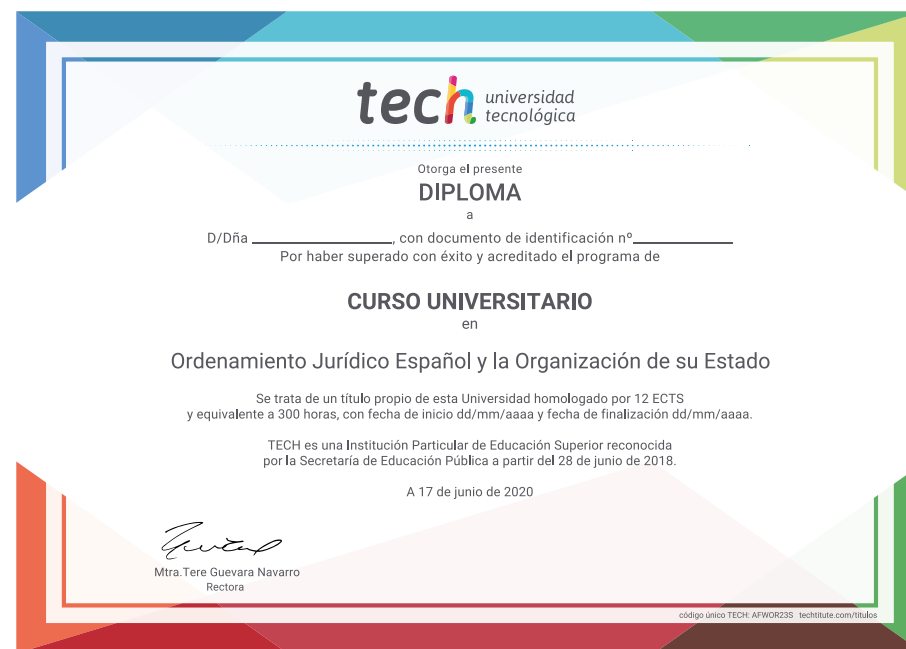 tech universidad
tecnológica
Otorga el presente
DIPLOMA
a
D/Dña ____________________, con documento de identificación nº______________
Por haber superado con éxito y acreditado el programa de
CURSO UNIVERSITARIO
en
Ordenamiento Jurídico Español y la Organización de su Estado
Se trata de un título propio de esta Universidad homologado por 12 ECTS
y equivalente a 300 horas, con fecha de inicio dd/mm/aaaa y fecha de finalización dd/mm/aaaa.
TECH es una Institución Particular de Educación Superior reconocida
por la Secretaría de Educación Pública a partir del 28 de junio de 2018.
A 17 de junio de 2020
Mtra.Tere Guevara Navarro
Rectora
código único TECH: AFWOR23S techtitute.com/titulos